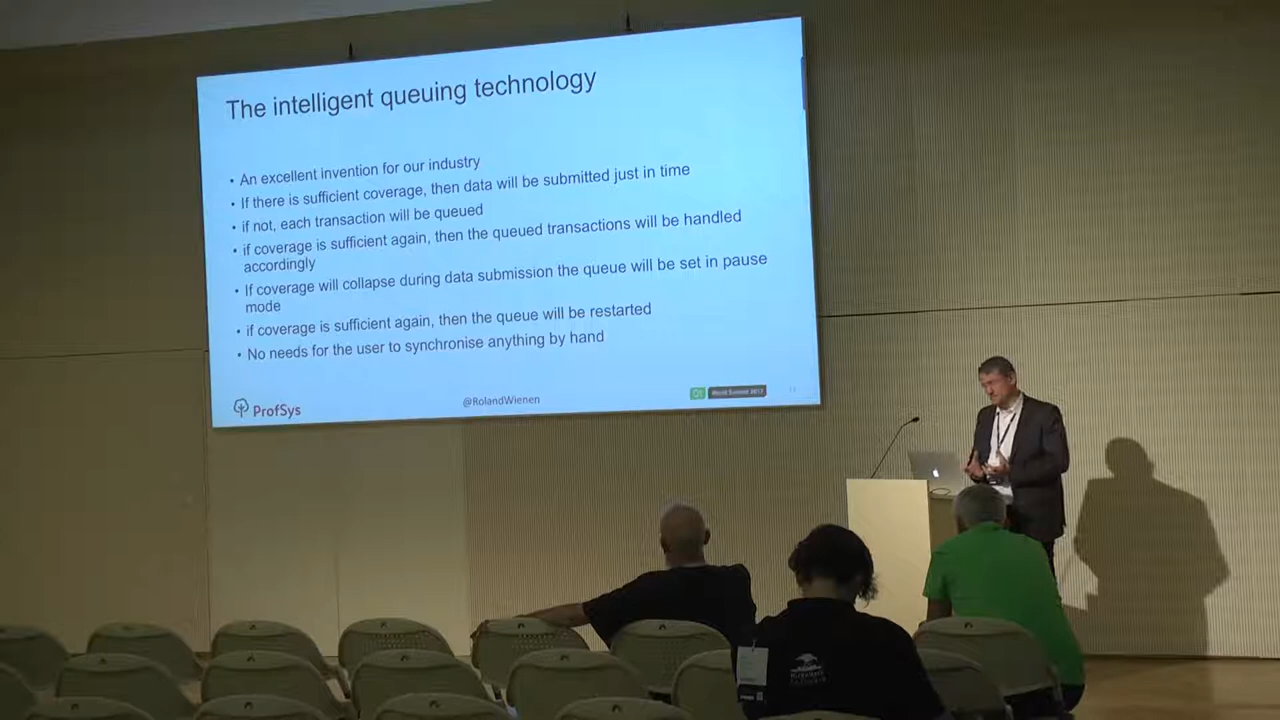 The intelligent queuing technology
• An excellent invention for our industry
• If there is sufficient coverage, then data will be submitted just in time
• if not, each transaction will be queued
• if coverage is sufficient again, then the queued transactions will be handled
accordingly
• If coverage will collapse during data submission the queue will be set in pause
mode
• if coverage is sufficient again, then the queue will be restarted
• No needs for the user to synchronise anything by hand
ProfSys
@RolandWienen
World Summit 2017